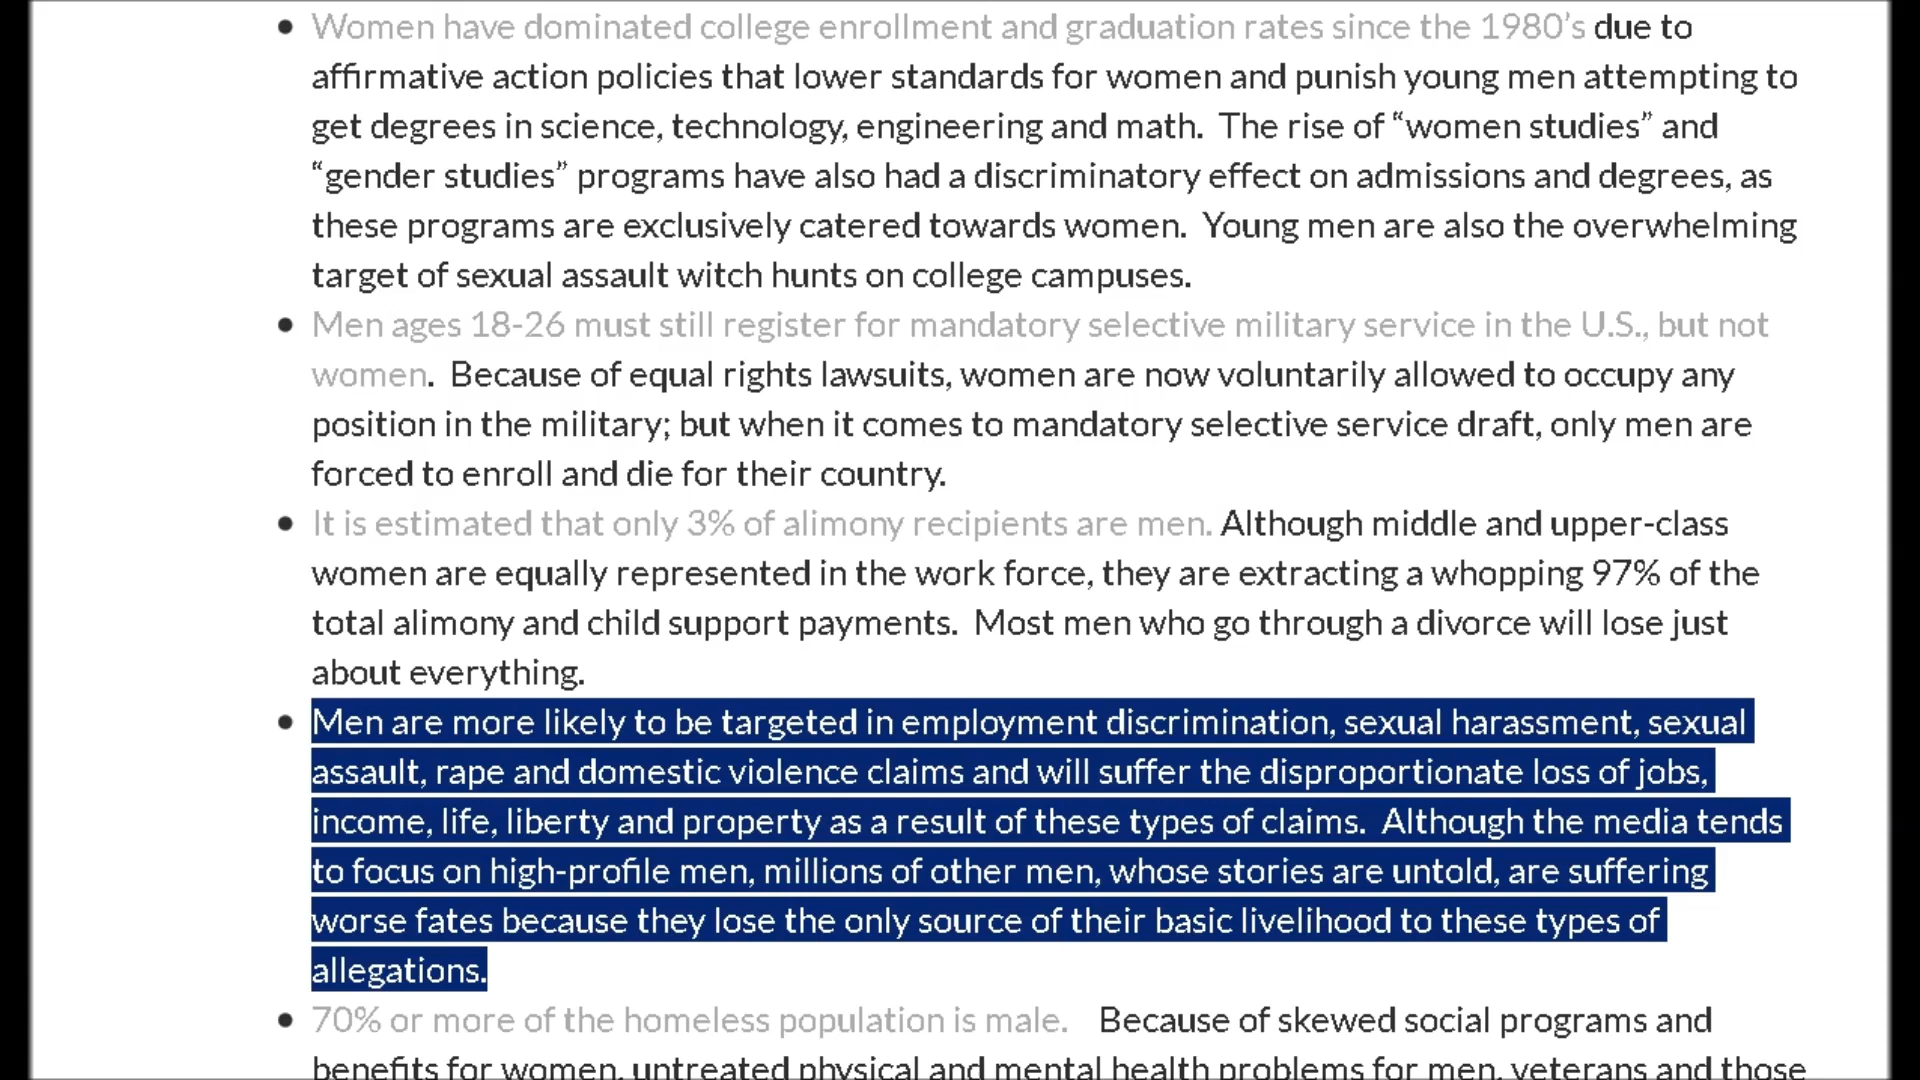 Women have dominated college enrollment and graduation rates since the 1980’s due to
affirmative action policies that lower standards for women and punish young men attempting to
get degrees in science, technology, engineering and math.  The rise of “women studies” and
“gender studies” programs have also had a discriminatory effect on admissions and degrees, as
these programs are exclusively catered towards women.  Young men are also the overwhelming
target of sexual assault witch hunts on college campuses.
Men ages 18-26 must still register for mandatory selective military service in the U.S., but not
women.  Because of equal rights lawsuits, women are now voluntarily allowed to occupy any
position in the military; but when it comes to mandatory selective service draft, only men are
forced to enroll and die for their country.
It is estimated that only 3% of alimony recipients are men. Although middle and upper-class
women are equally represented in the work force, they are extracting a whopping 97% of the
total alimony and child support payments.  Most men who go through a divorce will lose just
about everything.
Men are more likely to be targeted in employment discrimination, sexual harassment, sexual
assault, rape and domestic violence claims and will suffer the disproportionate loss of jobs,
income, life, liberty and property as a result of these types of claims.  Although the media tends
to focus on high-profile men, millions of other men, whose stories are untold, are suffering
worse fates because they lose the only source of their basic livelihood to these types of
allegations.
70% or more of the homeless population is male.   Because of skewed social programs and
benefits for women, untreated physical and mental health problems for men, veterans and those